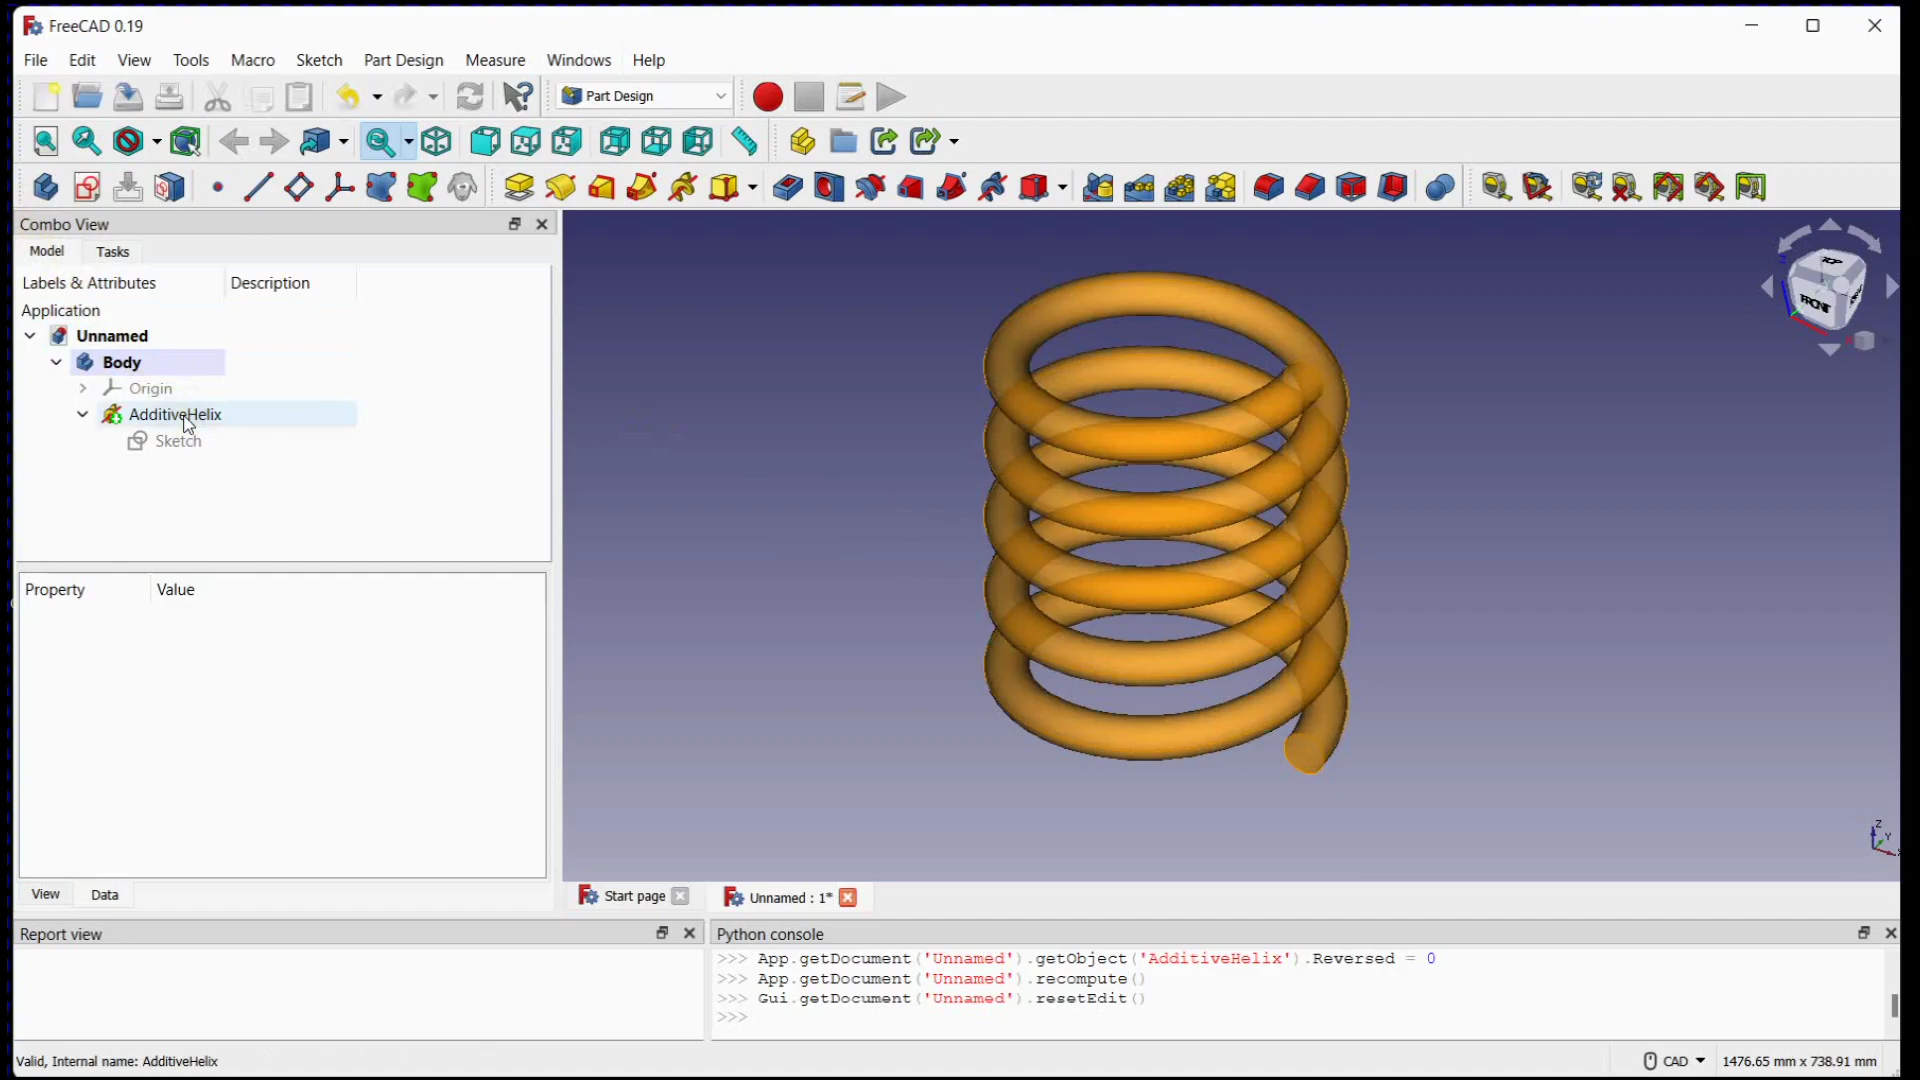 FreeCAD 0.19
File Edit View Tools Macro Sketch Part Design Measure Windows Help
Part Design
Combo View
Model Tasks
Labels & Attributes Description
Application
Unnamed
Body
Origin
AdditiveHelix
Sketch
Property Value
View Data
TOP
FRONT
Z
Y
Start page
Unnamed : 1*
Report view
Python console
>>> App.getDocument('Unnamed').getObject('AdditiveHelix').Reversed = 0
>>> App.getDocument('Unnamed').recompute()
>>> Gui.getDocument('Unnamed').resetEdit()
>>>
Valid, Internal name: AdditiveHelix
CAD
1476.65 mm x 738.91 mm